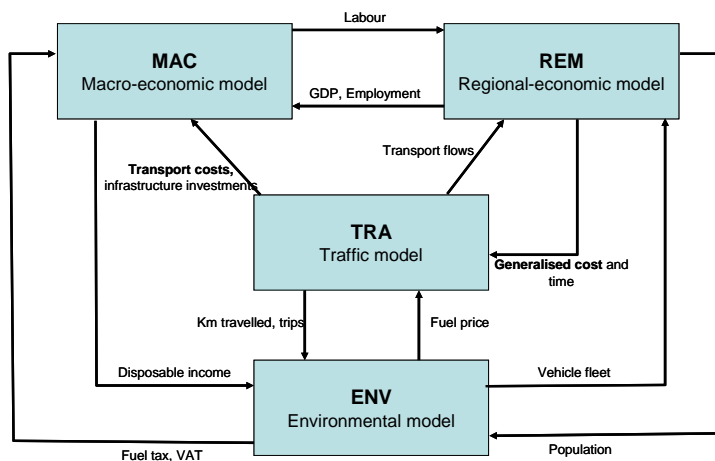 Labour
MAC
Macro-economic model
REM
Regional-economic model
GDP, Employment
Transport flows
Transport costs,
infrastructure investments
TRA
Traffic model
Generalised cost and
time
Km travelled, trips
Fuel price
Disposable income
Vehicle fleet
ENV
Environmental model
Fuel tax, VAT
Population